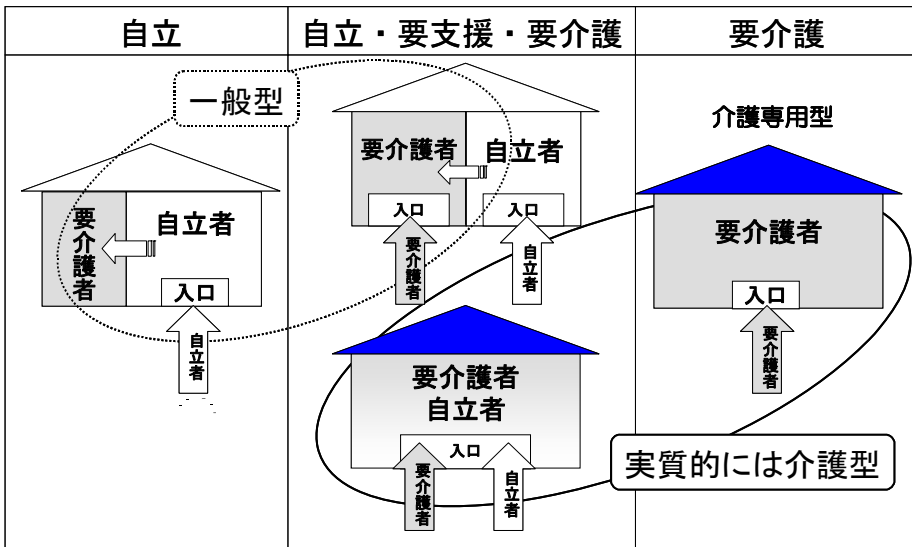 自立
自立・要支援・要介護
要介護
一般型
要介護者
自立者
入口
自立者
要介護者
自立者
入口
入口
要介護者
自立者
要介護者
自立者
入口
要介護者
自立者
介護専用型
要介護者
入口
要介護者
実質的には介護型